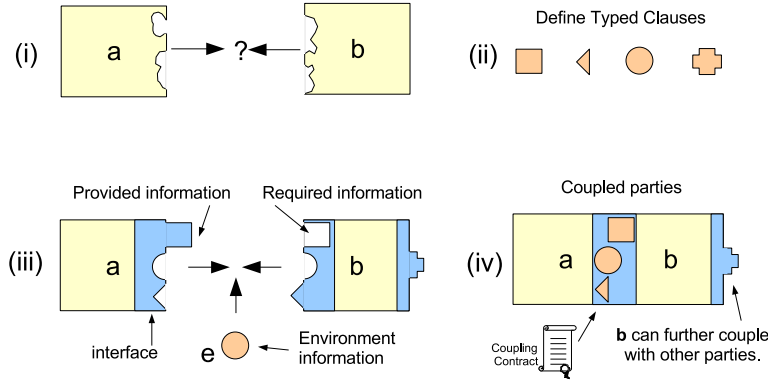 (i)
a
?
b
Define Typed Clauses
(ii)
Provided information
Required information
Coupled parties
(iii)
a
b
(iv)
a
b
interface
e
Environment
information
Coupling
Contract
b can further couple
with other parties.